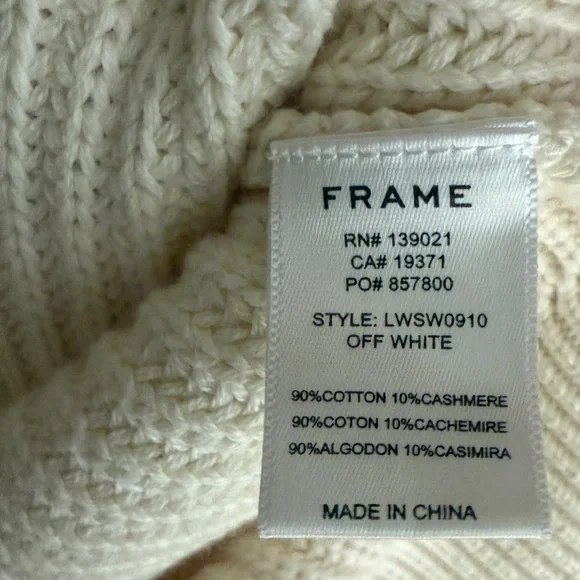 FRAME
RN# 139021
CA# 19371
PO# 857800
STYLE: LWSW0910
OFF WHITE
90%COTTON 10%CASHMERE
90%COTON 10%CACHEMIRE
90%ALGODON 10%CASIMIRA
MADE IN CHINA